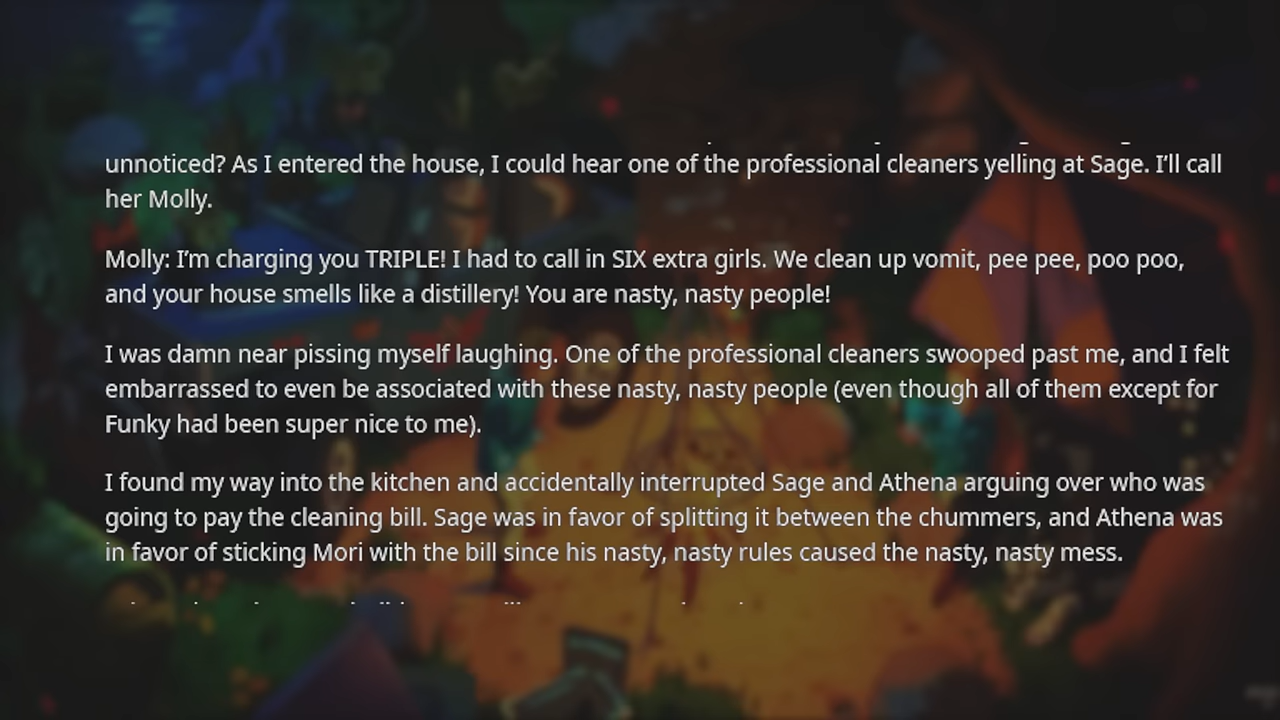 unnoticed? As I entered the house, I could hear one of the professional cleaners yelling at Sage. I’ll call
her Molly.
Molly: I’m charging you TRIPLE! I had to call in SIX extra girls. We clean up vomit, pee pee, poo poo,
and your house smells like a distillery! You are nasty, nasty people!
I was damn near pissing myself laughing. One of the professional cleaners swooped past me, and I felt
embarrassed to even be associated with these nasty, nasty people (even though all of them except for
Funky had been super nice to me).
I found my way into the kitchen and accidentally interrupted Sage and Athena arguing over who was
going to pay the cleaning bill. Sage was in favor of splitting it between the chummers, and Athena was
in favor of sticking Mori with the bill since his nasty, nasty rules caused the nasty, nasty mess.